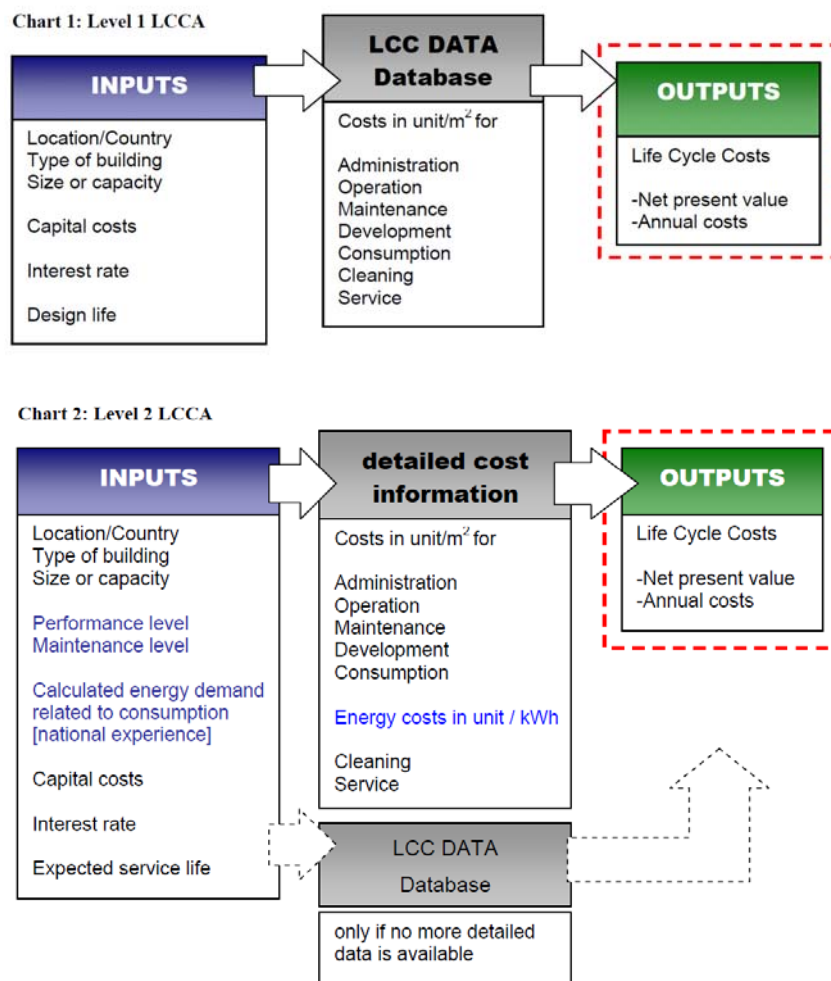 Chart 1: Level 1 LCCA
INPUTS
Location/Country
Type of building
Size or capacity
Capital costs
Interest rate
Design life
LCC DATA
Database
Costs in unit/m² for
Administration
Operation
Maintenance
Development
Consumption
Cleaning
Service
OUTPUTS
Life Cycle Costs
-Net present value
-Annual costs
Chart 2: Level 2 LCCA
INPUTS
Location/Country
Type of building
Size or capacity
Performance level
Maintenance level
Calculated energy demand
related to consumption
[national experience]
Capital costs
Interest rate
Expected service life
detailed cost
information
Costs in unit/m² for
Administration
Operation
Maintenance
Development
Consumption
Energy costs in unit / kWh
Cleaning
Service
LCC DATA
Database
only if no more detailed
data is available
OUTPUTS
Life Cycle Costs
-Net present value
-Annual costs